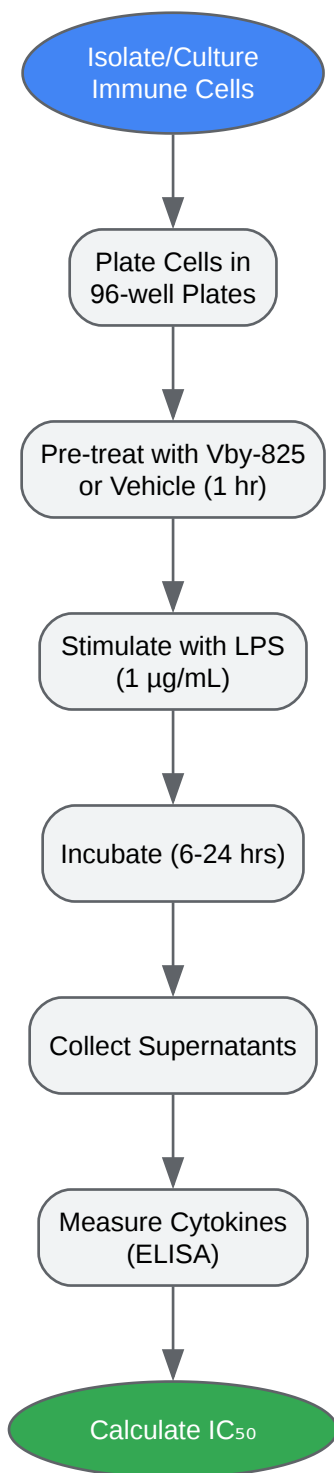 Isolate/Culture
Immune Cells
Plate Cells in
96-well Plates
Pre-treat with Vby-825
or Vehicle (1 hr)
Stimulate with LPS
(1 µg/mL)
Incubate (6-24 hrs)
Collect Supernatants
Measure Cytokines
(ELISA)
Calculate IC₅₀